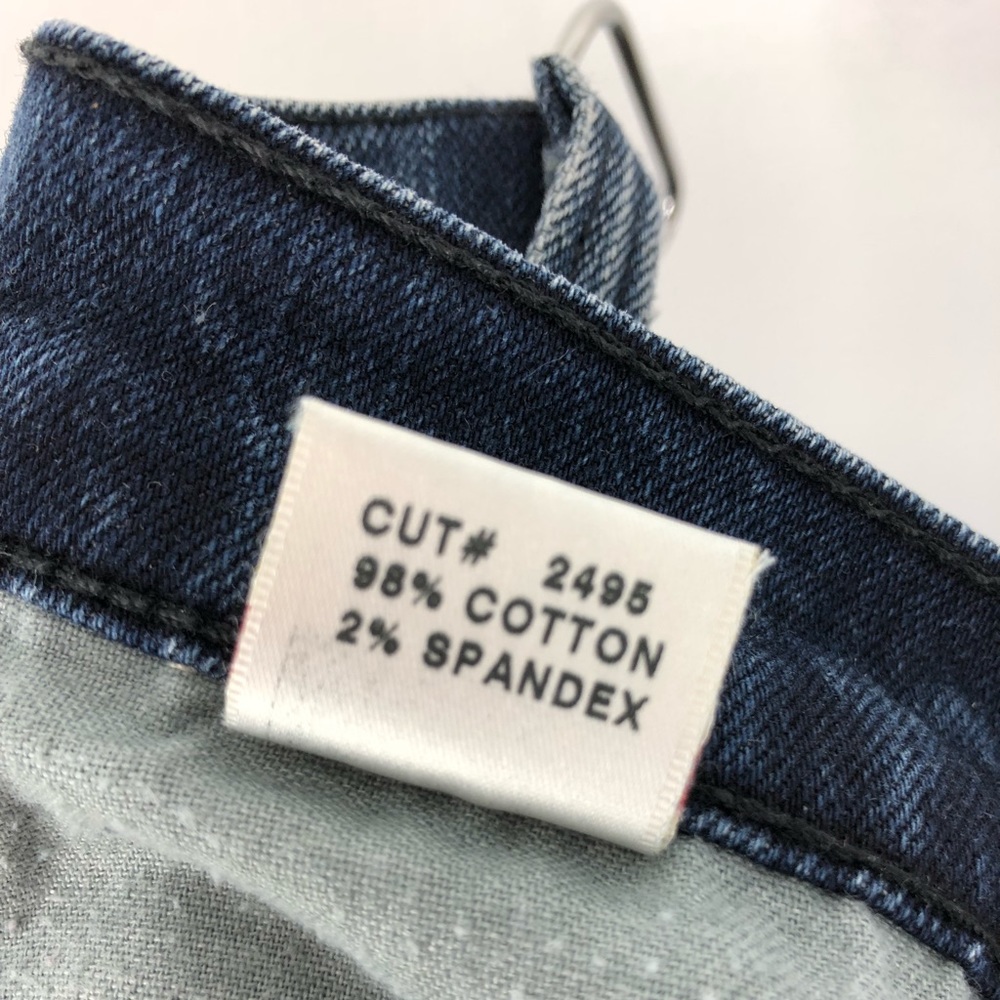 CUT# 2495
98% COTTON
2% SPANDEX